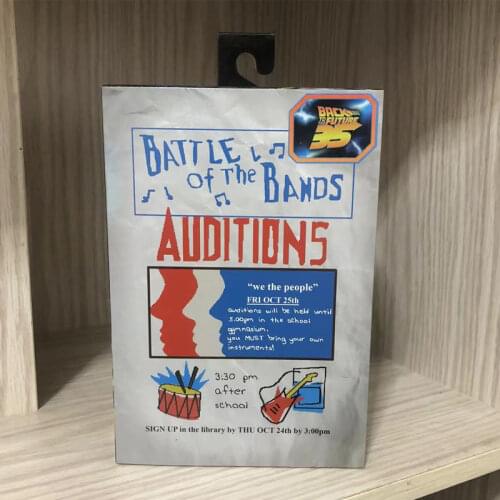 BACK
TO THE
FUTURE
35
BATTLE
OF THE BANDS
AUDITIONS
"we the people"
FRI OCT 25th
auditions will be held until
5.00pm in the school
gymnasium.
you MUST bring your own
instruments!
3:30 pm
after
school
SIGN UP in the library by THU OCT 24th by 3:00pm